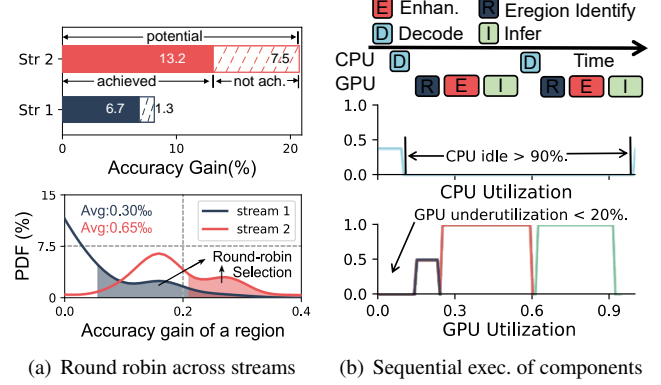 potential
Str 2
13.2
7.5
achieved
not ach.
Str 1
6.7
1.3
0
10
20
Accuracy Gain(%)
15
7.5
0
PDF (%)
Avg:0.30‰
Avg:0.65‰
stream 1
stream 2
Round-robin
Selection
0.0
0.2
0.4
Accuracy gain of a region
(a) Round robin across streams
E Enhan.
R Eregion Identify
D Decode
I Infer
CPU
D
D
Time
GPU
R
E
I
R
E
I
1.0
0.5
0.0
CPU idle > 90%.
CPU Utilization
GPU underutilization < 20%.
1.0
0.5
0.0
0.0
0.3
0.6
0.9
GPU Utilization
(b) Sequential exec. of components